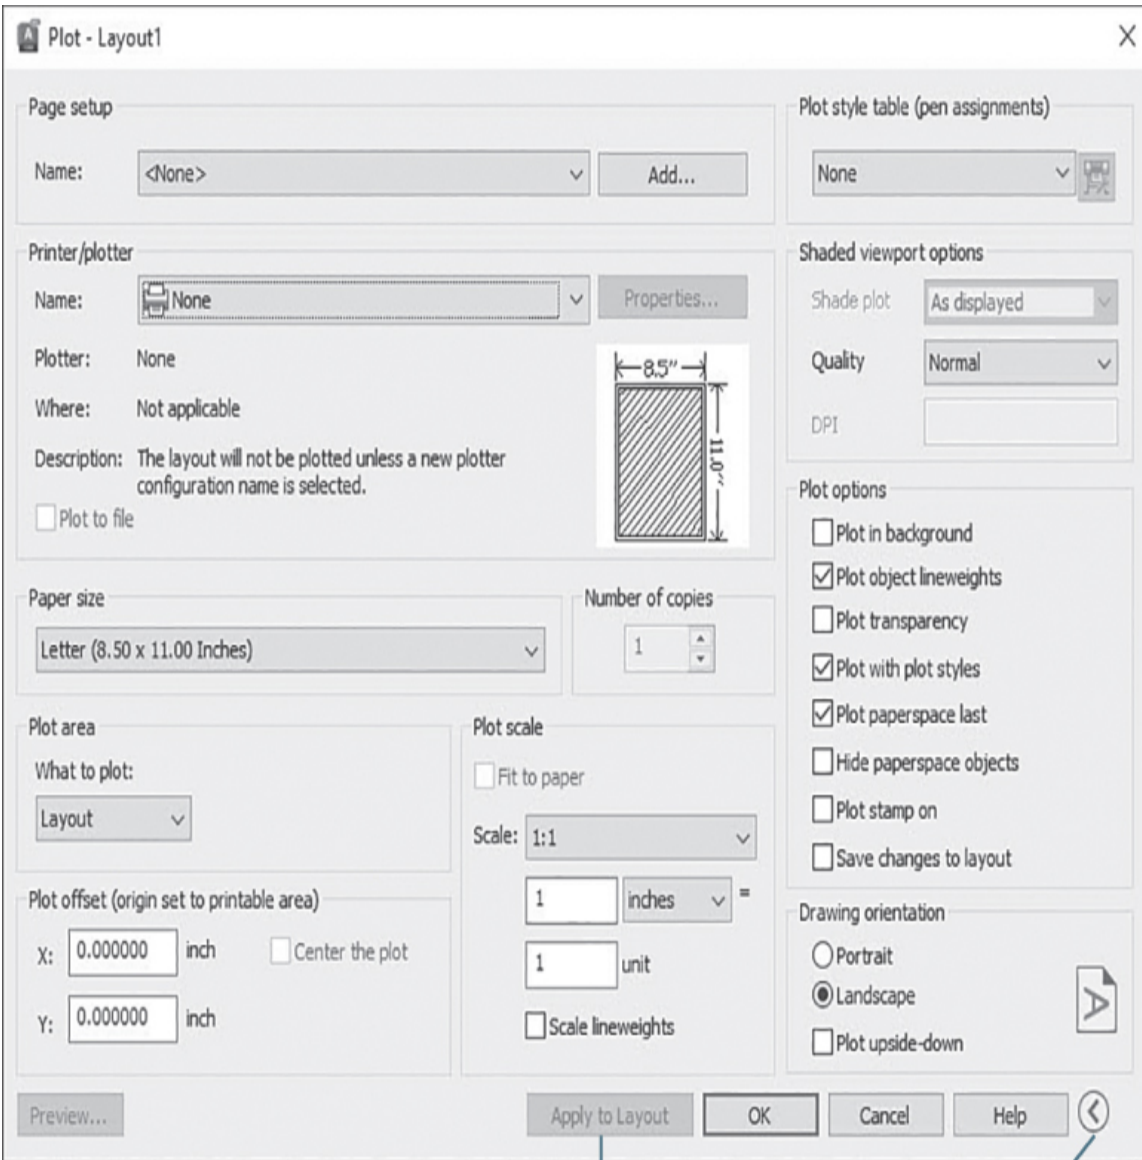 Plot - Layout1
Page setup
Name:
<None>
Add...
Printer/plotter
Name:
None
Properties...
Plotter:
None
Where:
Not applicable
Description:
The layout will not be plotted unless a new plotter
configuration name is selected.
Plot to file
8.5"
11.0"
Paper size
Letter (8.50 x 11.00 Inches)
Number of copies
1
Plot area
What to plot:
Layout
Plot offset (origin set to printable area)
X:
0.000000
inch
Center the plot
Y:
0.000000
inch
Plot scale
Fit to paper
Scale:
1:1
1
inches
=
1
unit
Scale lineweights
Plot style table (pen assignments)
None
Shaded viewport options
Shade plot
As displayed
Quality
Normal
DPI
Plot options
Plot in background
Plot object lineweights
Plot transparency
Plot with plot styles
Plot paperspace last
Hide paperspace objects
Plot stamp on
Save changes to layout
Drawing orientation
Portrait
Landscape
Plot upside-down
A
Preview...
Apply to Layout
OK
Cancel
Help